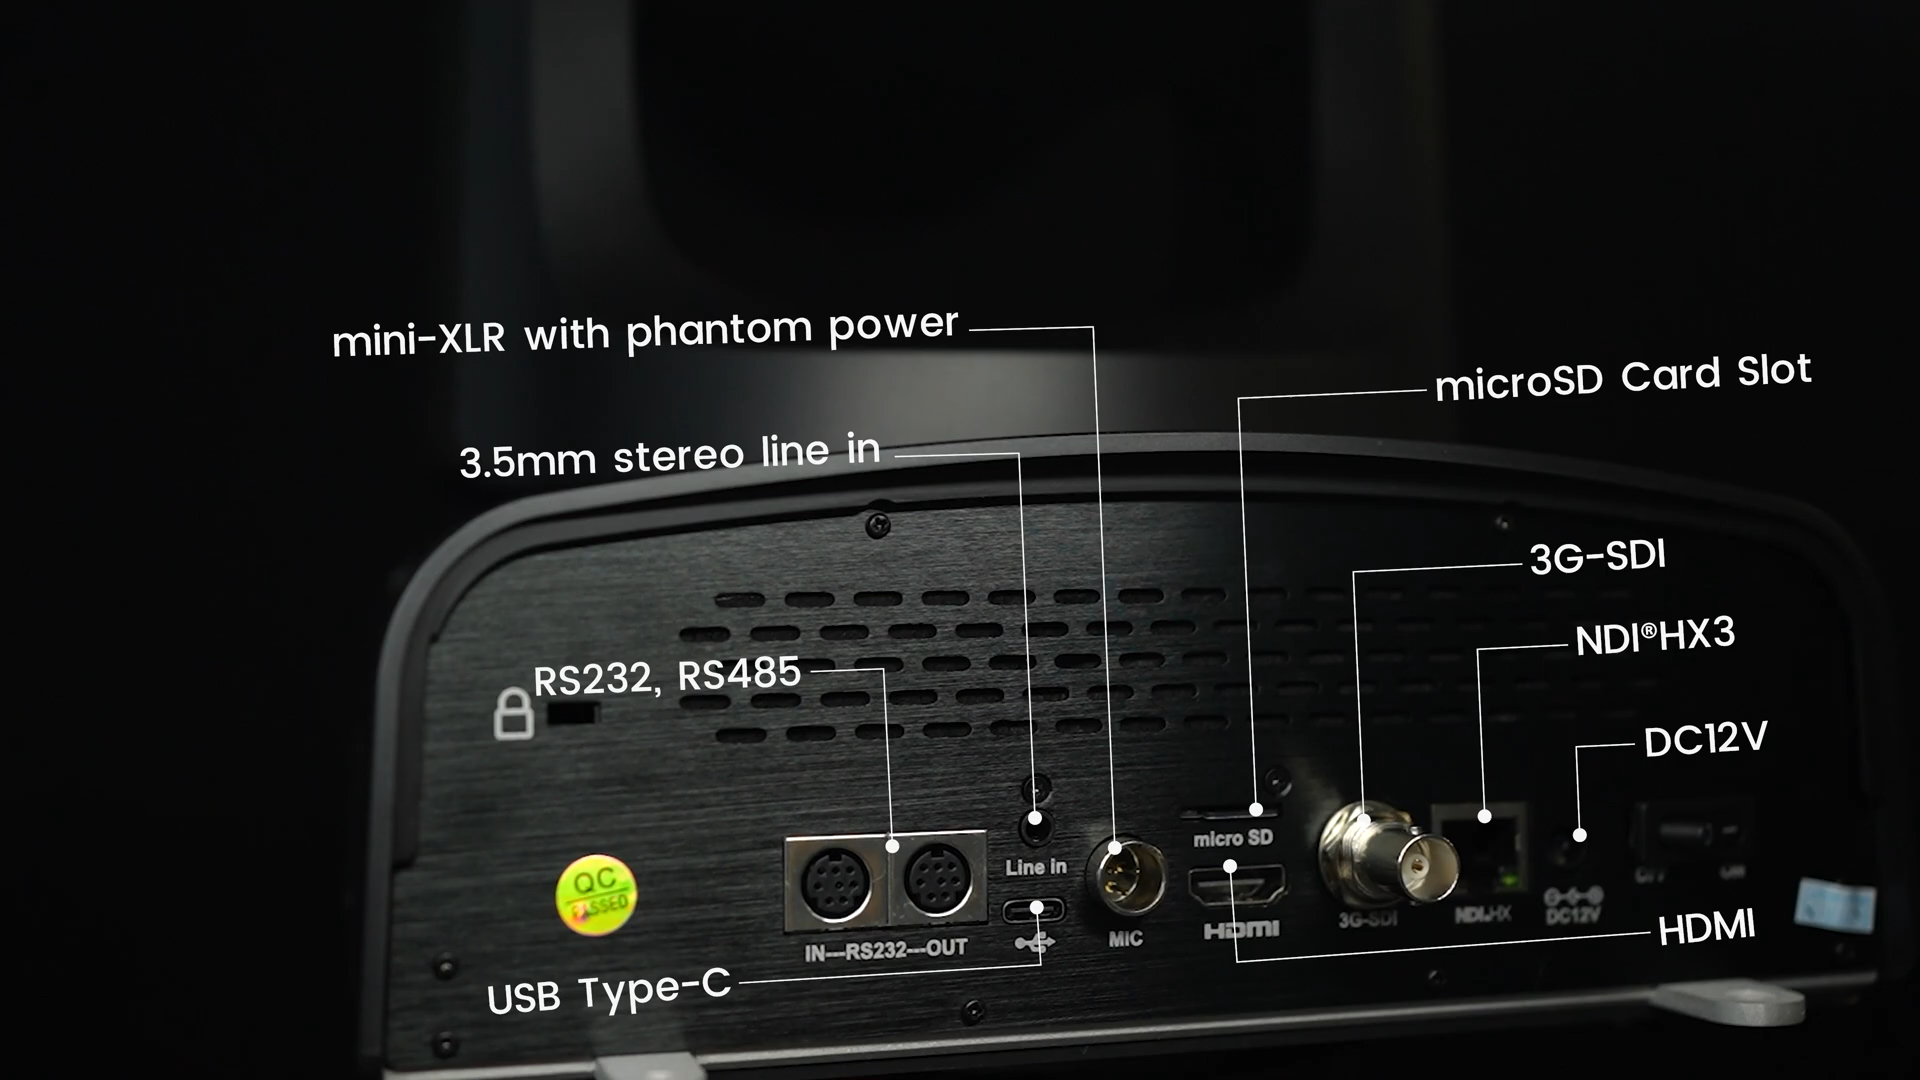 mini-XLR with phantom power
microSD Card Slot
3.5mm stereo line in
3G-SDI
NDI®HX3
RS232, RS485
DC12V
micro SD
Line in
QC
PASSED
OFF
ON
IN---RS232---OUT
MIC
HDMI
3G-SDI
NDI.HX
DC12V
HDMI
USB Type-C